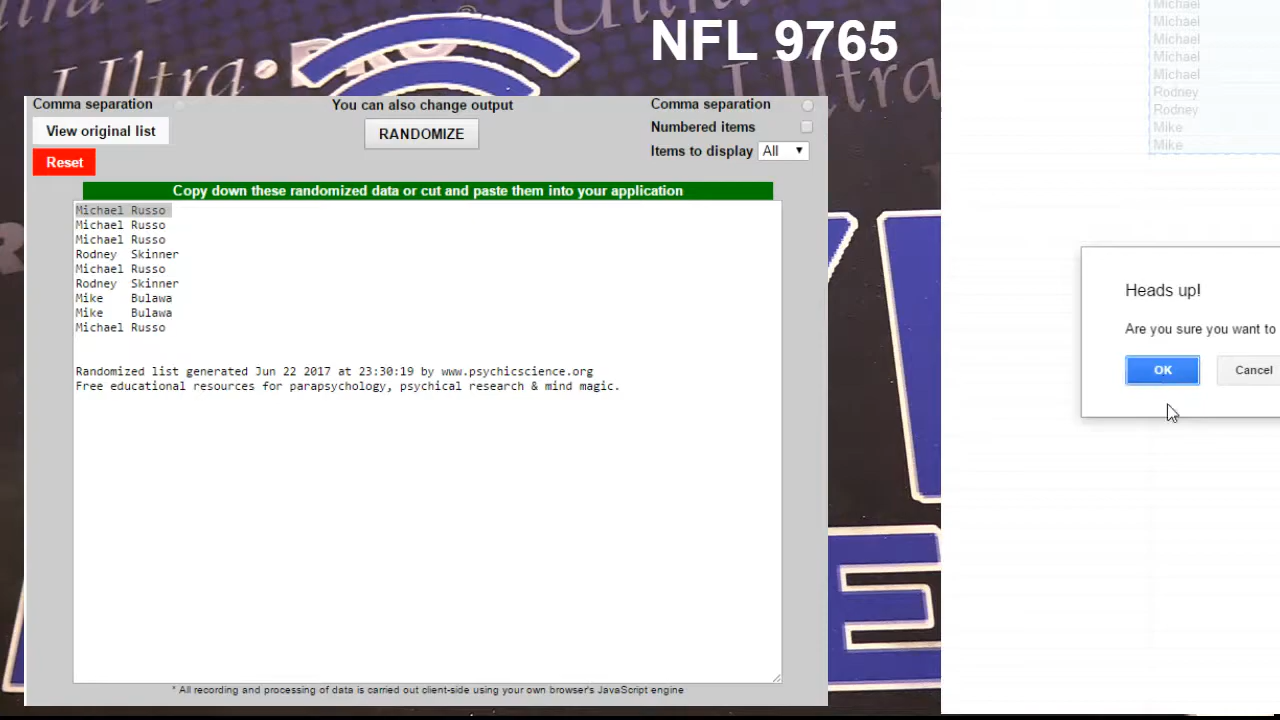 Ultra PRO
Ultra
NFL 9765
Michael
Michael
Michael
Michael
Michael
Rodney
Rodney
Mike
Mike
Comma separation
You can also change output
Comma separation
View original list
RANDOMIZE
Numbered items
Items to display All
Reset
Copy down these randomized data or cut and paste them into your application
Michael Russo
Michael Russo
Michael Russo
Rodney Skinner
Michael Russo
Rodney Skinner
Mike Bulawa
Mike Bulawa
Michael Russo
Randomized list generated Jun 22 2017 at 23:30:19 by www.psychicscience.org
Free educational resources for parapsychology, psychical research & mind magic.
* All recording and processing of data is carried out client-side using your own browser's JavaScript engine
Heads up!
Are you sure you want to
OK
Cancel